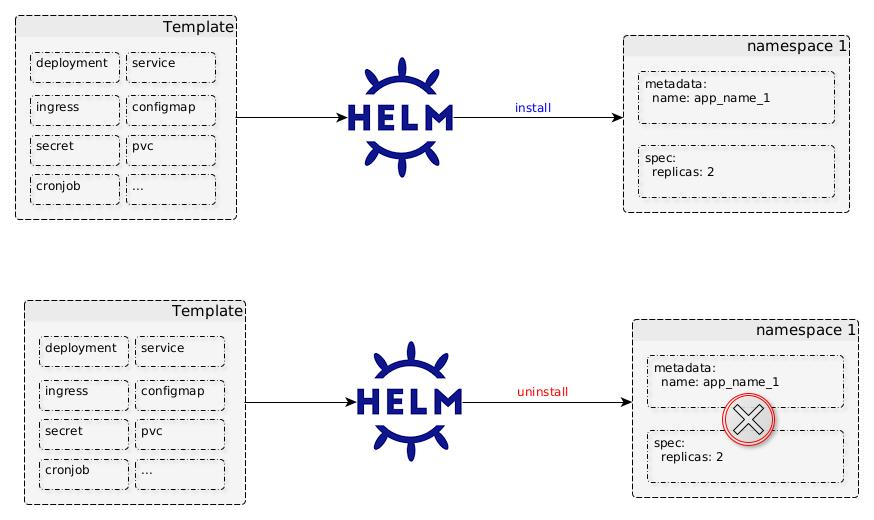 Template
deployment
service
ingress
configmap
secret
pvc
cronjob
...
HELM
install
namespace 1
metadata:
name: app_name_1
spec:
replicas: 2
Template
deployment
service
ingress
configmap
secret
pvc
cronjob
...
HELM
uninstall
namespace 1
metadata:
name: app_name_1
spec:
replicas: 2